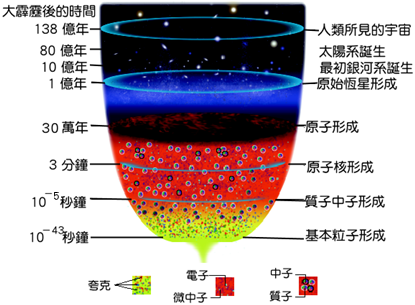 大霹靂後的時間
138 億年 人類所見的宇宙
80 億年 太陽系誕生
10 億年 最初銀河系誕生
1 億年 原始恆星形成
30 萬年 原子形成
3 分鐘 原子核形成
10⁻⁵秒鐘 質子中子形成
10⁻⁴³秒鐘 基本粒子形成
夸克 電子 中子
微中子 質子